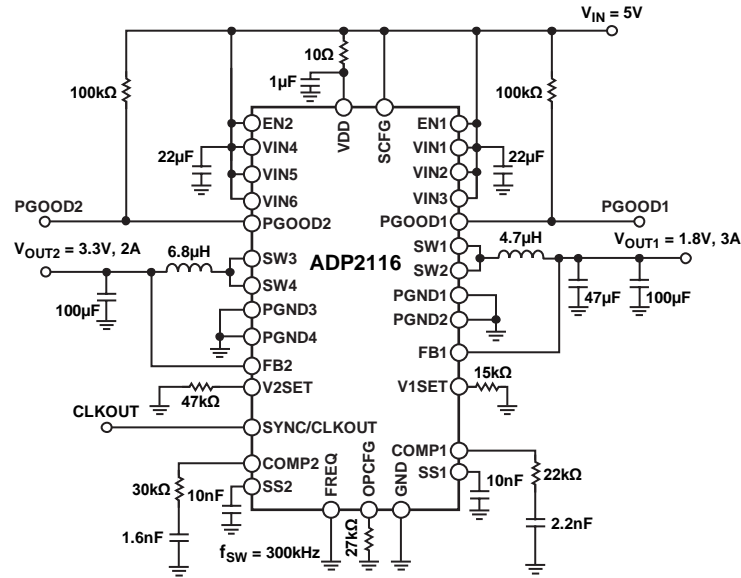 VIN = 5V
10Ω
100kΩ
1µF
100kΩ
VDD
SCFG
EN2
EN1
22µF
VIN4
VIN1
22µF
VIN5
VIN2
VIN6
VIN3
PGOOD2
PGOOD2
PGOOD1
PGOOD1
VOUT2 = 3.3V, 2A
6.8µH
SW3
ADP2116
SW1
4.7µH
VOUT1 = 1.8V, 3A
SW4
SW2
100µF
47µF
100µF
PGND3
PGND1
PGND4
PGND2
FB2
FB1
V2SET
V1SET
15kΩ
47kΩ
CLKOUT
SYNC/CLKOUT
COMP1
COMP2
SS1
22kΩ
30kΩ
10nF
SS2
FREQ
OPCFG
GND
10nF
1.6nF
2.2nF
fSW = 300kHz
27kΩ